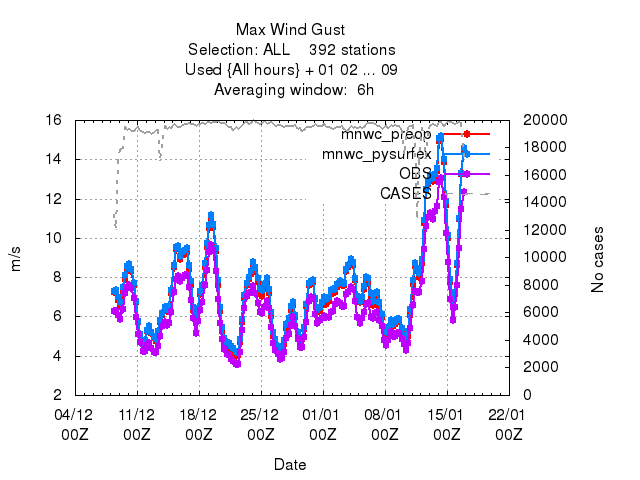 Max Wind Gust
Selection: ALL    392 stations
Used {All hours} + 01 02 ... 09
Averaging window:  6h
16
14
12
10
8
6
4
2
m/s
20000
18000
16000
14000
12000
10000
8000
6000
4000
2000
0
No cases
mnwc_preop
mnwc_pysurfex
OBS
CASES
04/12 11/12 18/12 25/12 01/01 08/01 15/01 22/01
00Z 00Z 00Z 00Z 00Z 00Z 00Z 00Z
Date